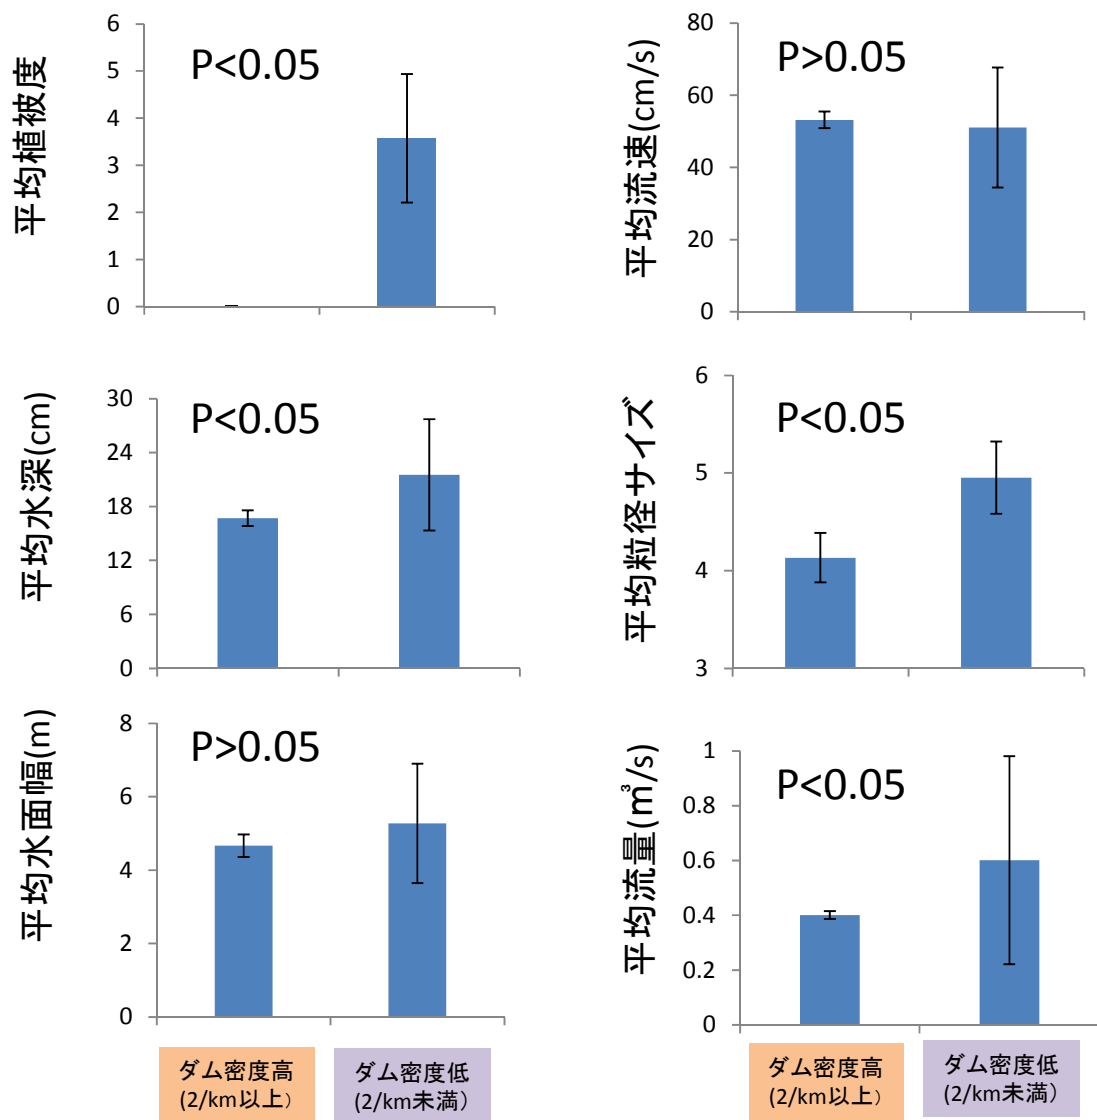 平均植被度
P<0.05
6
5
4
3
2
1
0
平均流速(cm/s)
P>0.05
80
60
40
20
0
平均水深(cm)
P<0.05
30
24
18
12
6
0
平均粒径サイズ
P<0.05
6
5
4
3
平均水面幅(m)
P>0.05
8
6
4
2
0
平均流量(㎥/s)
P<0.05
1
0.8
0.6
0.4
0.2
0
ダム密度高
(2/km以上)
ダム密度低
(2/km未満)
ダム密度高
(2/km以上)
ダム密度低
(2/km未満)